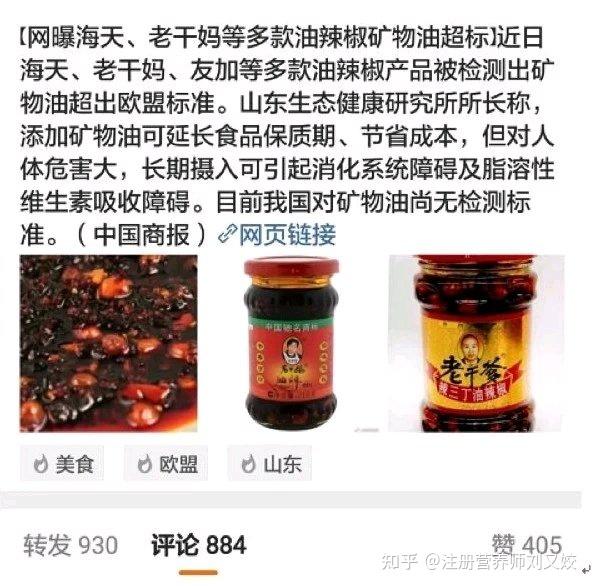 【网曝海天、老干妈等多款油辣椒矿物油超标】近日
海天、老干妈、友加等多款油辣椒产品被检测出矿
物油超出欧盟标准。山东生态健康研究所所长称，
添加矿物油可延长食品保质期、节省成本，但对人
体危害大，长期摄入可引起消化系统障碍及脂溶性
维生素吸收障碍。目前我国对矿物油尚无检测标
准。（中国商报）网页链接
中国驰名商标
老干妈
油辣椒
老干爹
辣三丁油辣椒
美食
欧盟
山东
转发 930
评论 884
赞 405
知乎 @注册营养师刘又姣